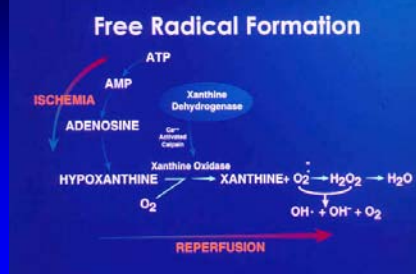 Free Radical Formation
ATP
AMP
ISCHEMIA
Xanthine
Dehydrogenase
ADENOSINE
Ca++
Activated
Calpain
Xanthine Oxidase
HYPOXANTHINE → XANTHINE + O2∸ → H2O2 → H2O
O2
OH· + OH- + O2
REPERFUSION